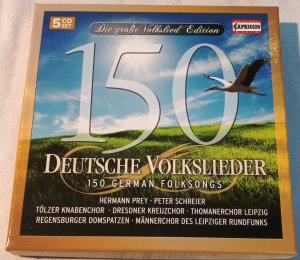 5 CD
SET
Die große Volkslied Edition
CAPRICCIO
150
DEUTSCHE VOLKSLIEDER
150 GERMAN FOLKSONGS
HERMANN PREY · PETER SCHREIER
TÖLZER KNABENCHOR · DRESDNER KREUZCHOR · THOMANERCHOR LEIPZIG
REGENSBURGER DOMSPATZEN · MÄNNERCHOR DES LEIPZIGER RUNDFUNKS